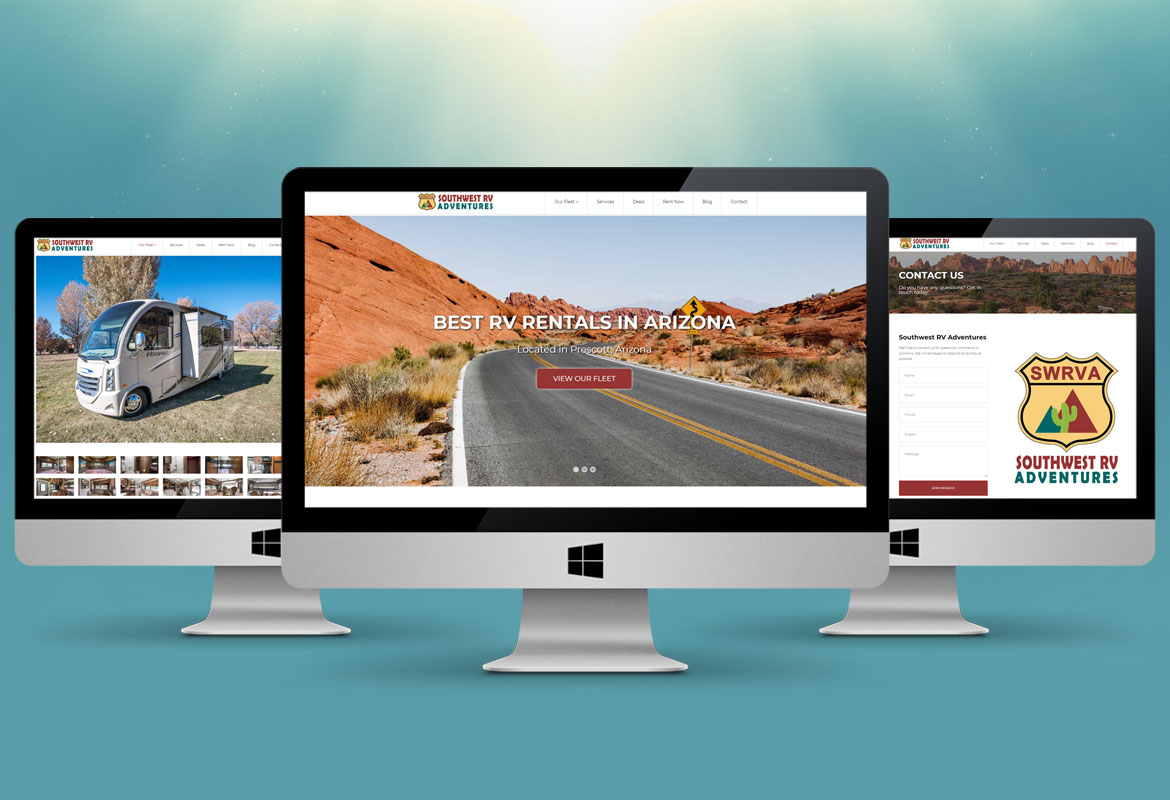 SOUTHWEST RV
ADVENTURES
Our Fleet
Services
Deals
Rent Now
Blog
SWRVA
SOUTHWEST RV
ADVENTURES
Our Fleet
Services
Deals
Rent Now
Blog
Contact
BEST RV RENTALS IN ARIZONA
Located in Prescott, Arizona
VIEW OUR FLEET
SOUTHWEST RV
ADVENTURES
Our Fleet
Services
Deals
Rent Now
Blog
Contact
CONTACT US
Do you have any questions? Get in
touch today!
Southwest RV Adventures
Name
Email
Phone
Subject
Message
SEND MESSAGE
SWRVA
SOUTHWEST RV
ADVENTURES